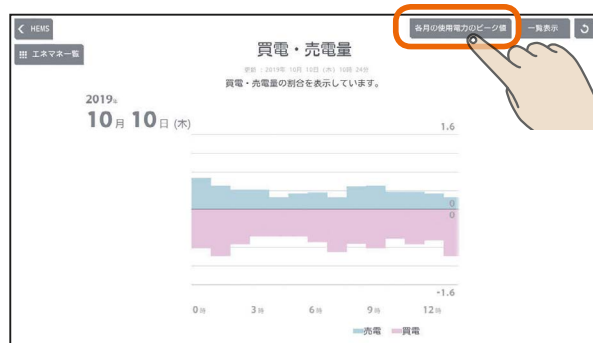 HEMS
各月の使用電力のピーク値
一覧表示
エネマネ一覧
買電・売電量
更新：2019年 10月 10日（木）10時 24分
買電・売電量の割合を表示しています。
2019年
10月 10日 (木)
1.6
0
0
-1.6
0時 3時 6時 9時 12時
売電 買電